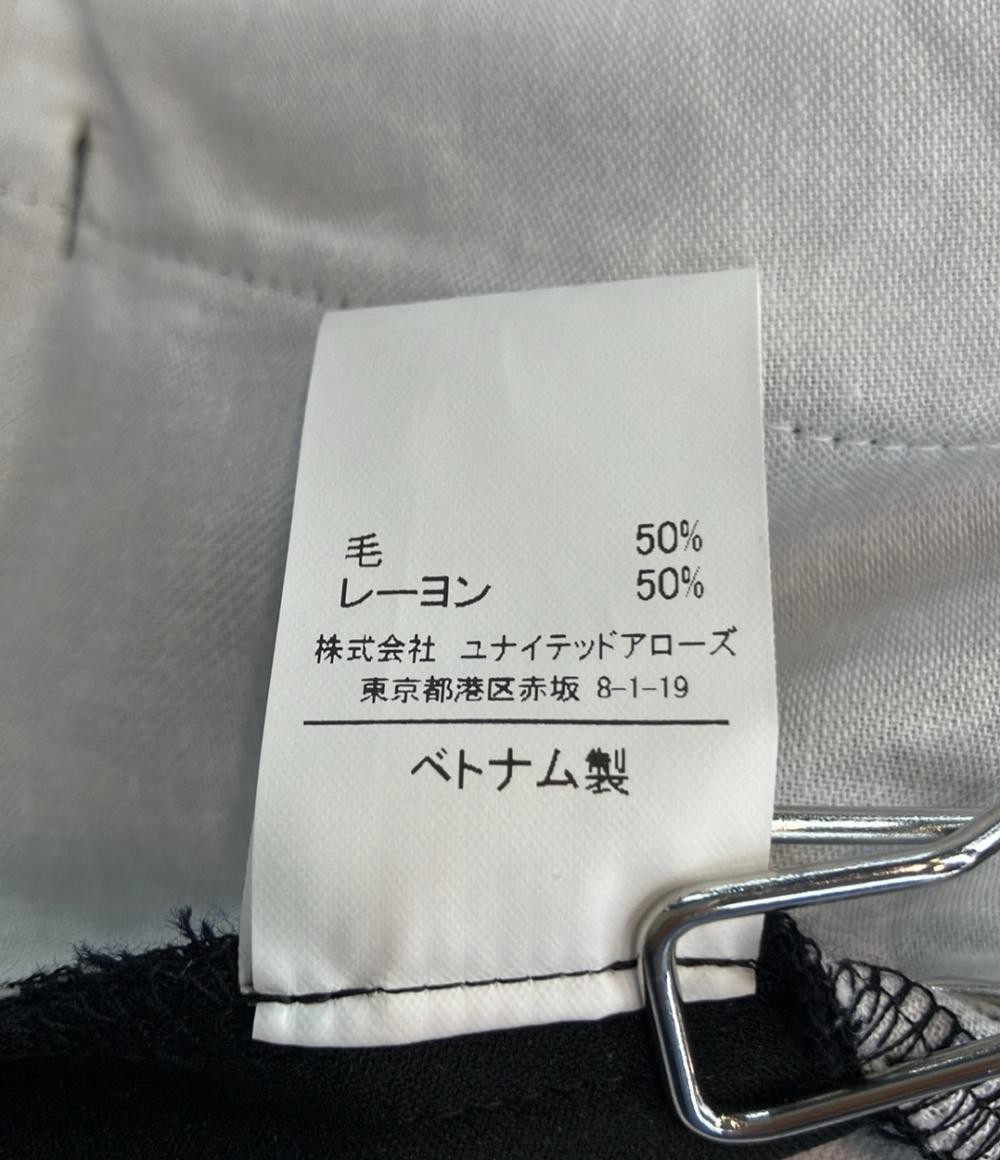 毛 50%
レーヨン 50%
株式会社 ユナイテッドアローズ
東京都港区赤坂 8-1-19
ベトナム製